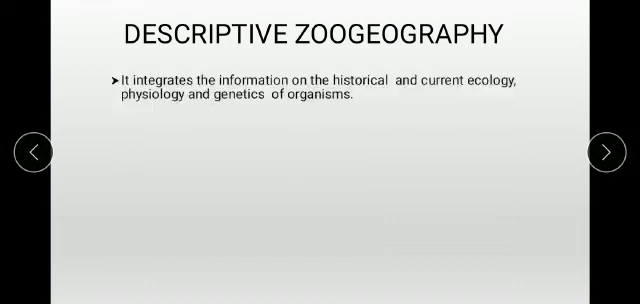 DESCRIPTIVE ZOOGEOGRAPHY
➤It integrates the information on the historical and current ecology,
physiology and genetics of organisms.